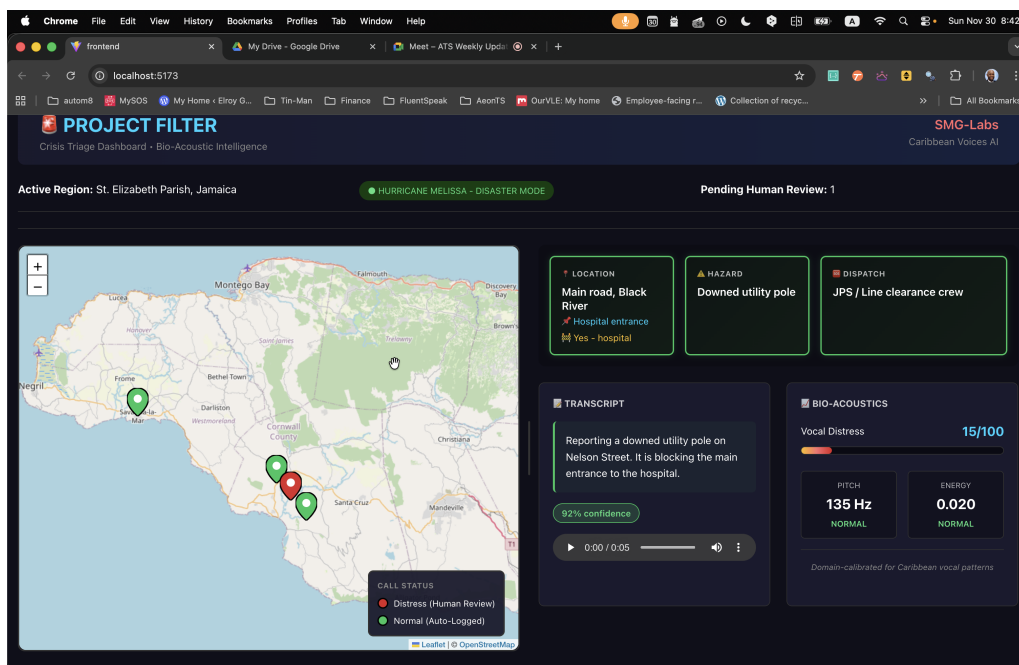 Chrome File Edit View History Bookmarks Profiles Tab Window Help
30 A Sun Nov 30 8:42
frontend
My Drive - Google Drive
Meet – ATS Weekly Upda
localhost:5173
autom8 MySOS My Home ‹ Elroy G... Tin-Man Finance FluentSpeak AeonTS OurVLE: My home Employee-facing r... Collection of recyc... » All Bookmarks
PROJECT FILTER
SMG-Labs
Crisis Triage Dashboard • Bio-Acoustic Intelligence
Caribbean Voices AI
Active Region: St. Elizabeth Parish, Jamaica
HURRICANE MELISSA - DISASTER MODE
Pending Human Review: 1
+
−
Falmouth
Montego Bay
Discovery Bay
Lucea
Hanover
Saint-James
Trelawny
Brown's
Negril
Frome
Bethel Town
Savanna-la-Mar
Darliston
Westmoreland
Cornwall County
Christiana
Santa Cruz
Mandeville
T1
CALL STATUS
Distress (Human Review)
Normal (Auto-Logged)
Leaflet | © OpenStreetMap
LOCATION
Main road, Black
River
Hospital entrance
Yes - hospital
HAZARD
Downed utility pole
DISPATCH
JPS / Line clearance crew
TRANSCRIPT
Reporting a downed utility pole on
Nelson Street. It is blocking the main
entrance to the hospital.
92% confidence
0:00 / 0:05
BIO-ACOUSTICS
Vocal Distress 15/100
PITCH
135 Hz
NORMAL
ENERGY
0.020
NORMAL
Domain-calibrated for Caribbean vocal patterns